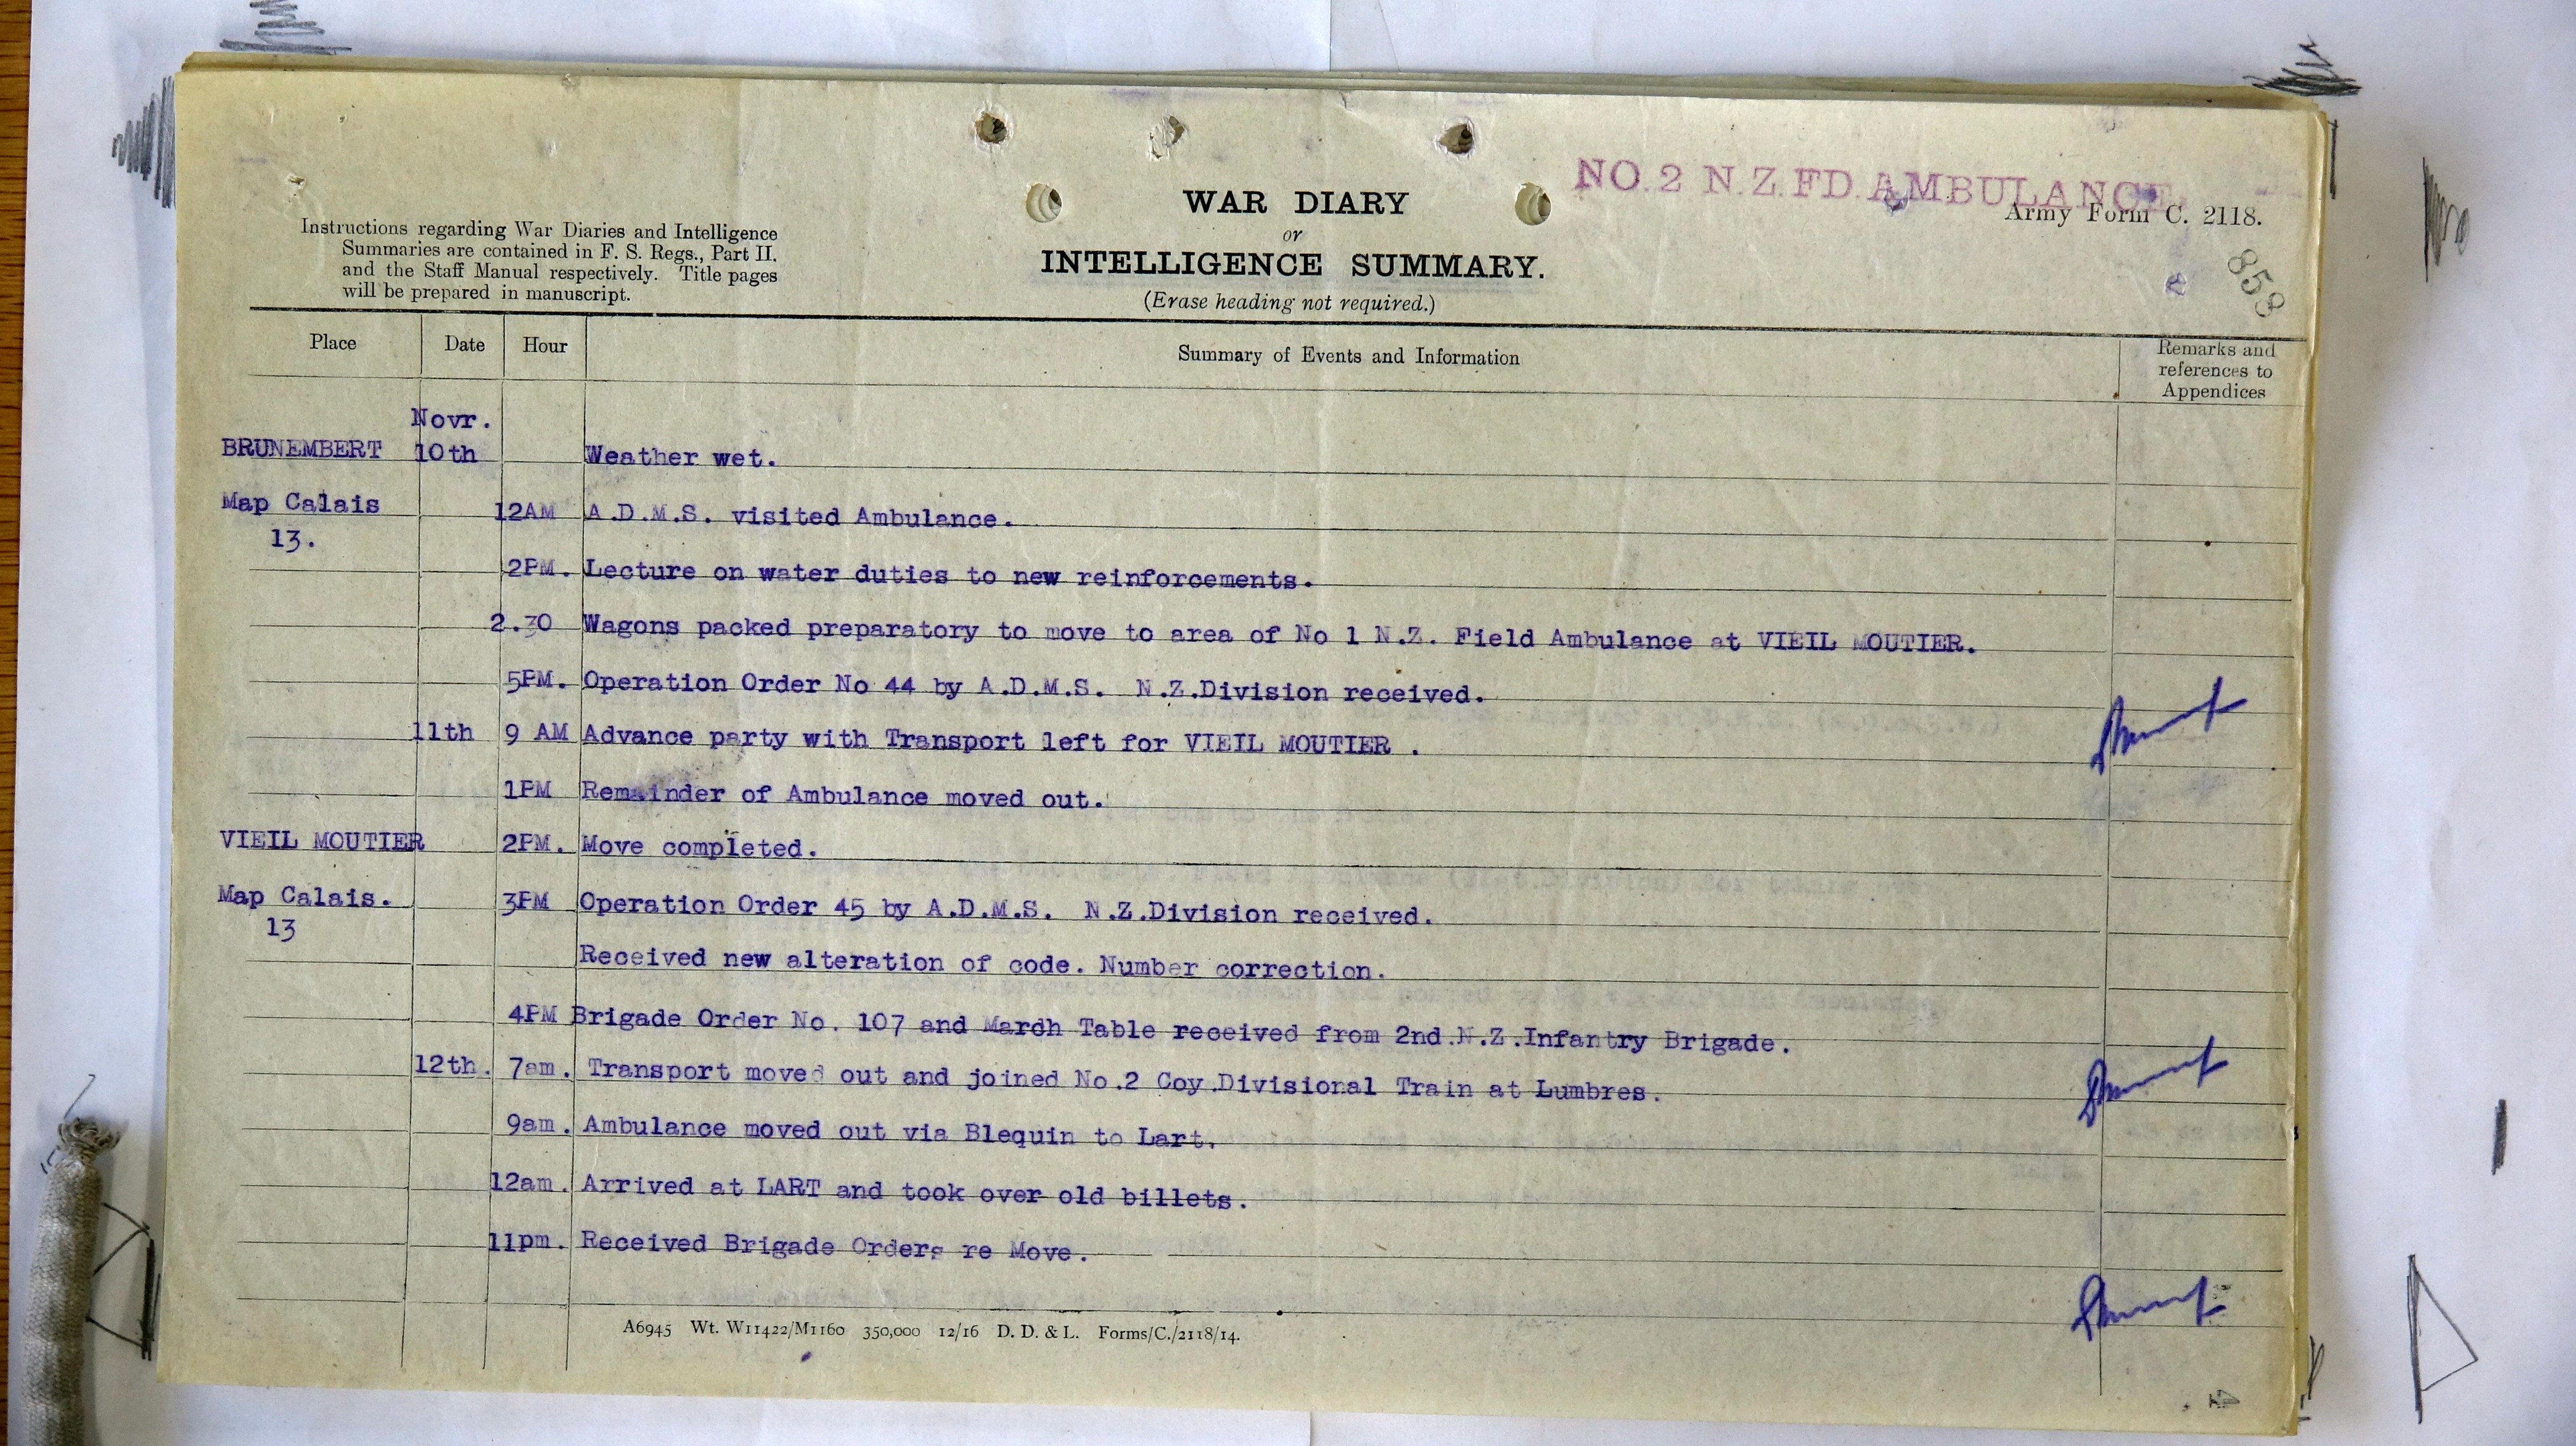 NO. 2 N.Z. FD. AMBULANCE.
Army Form C. 2118.
858
Instructions regarding War Diaries and Intelligence
Summaries are contained in F. S. Regs., Part II.
and the Staff Manual respectively. Title pages
will be prepared in manuscript.
WAR DIARY
or
INTELLIGENCE SUMMARY.
(Erase heading not required.)
Place Date Hour Summary of Events and Information Remarks and
references to
Appendices
Novr.
BRUNEMBERT 10th Weather wet.
Map Calais 12AM A.D.M.S. visited Ambulance.
13.
2PM. Lecture on water duties to new reinforcements.
2.30 Wagons packed preparatory to move to area of No 1 N.Z. Field Ambulance at VIEIL MOUTIER.
5PM. Operation Order No 44 by A.D.M.S. N.Z.Division received.
11th 9 AM Advance party with Transport left for VIEIL MOUTIER .
1PM Remainder of Ambulance moved out.
VIEIL MOUTIER 2PM. Move completed.
Map Calais. 3PM Operation Order 45 by A.D.M.S. N.Z.Division received.
13
Received new alteration of code. Number correction.
4PM Brigade Order No. 107 and Mardh Table received from 2nd.N.Z.Infantry Brigade.
12th. 7am. Transport moved out and joined No.2 Coy.Divisional Train at Lumbres.
9am. Ambulance moved out via Blequin to Lart.
12am. Arrived at LART and took over old billets.
11pm. Received Brigade Orders re Move.
A6945 Wt. W11422/M1160 350,000 12/16 D. D. & L. Forms/C./2118/14.
4